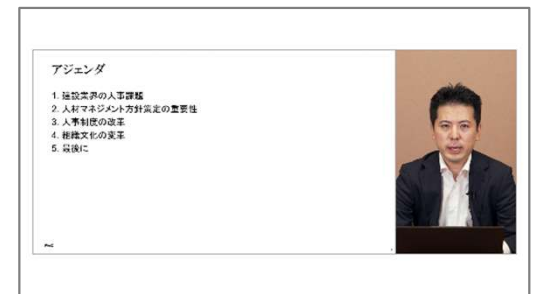 アジェンダ
1. 建設業界の人事課題
2. 人材マネジメント方針策定の重要性
3. 人事制度の改革
4. 組織文化の変革
5. 最後に
PwC